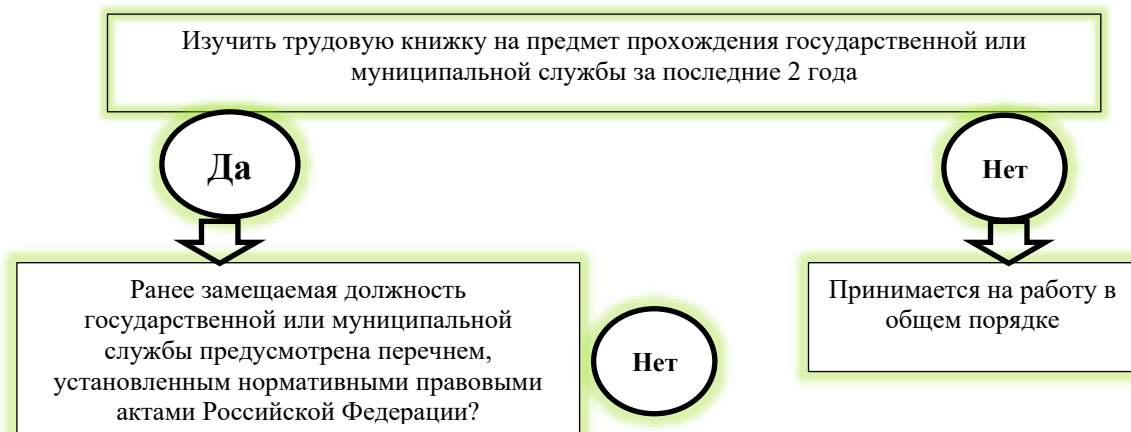 Изучить трудовую книжку на предмет прохождения государственной или
муниципальной службы за последние 2 года
Да
Нет
Ранее замещаемая должность
государственной или муниципальной
службы предусмотрена перечнем,
установленным нормативными правовыми
актами Российской Федерации?
Нет
Принимается на работу в
общем порядке